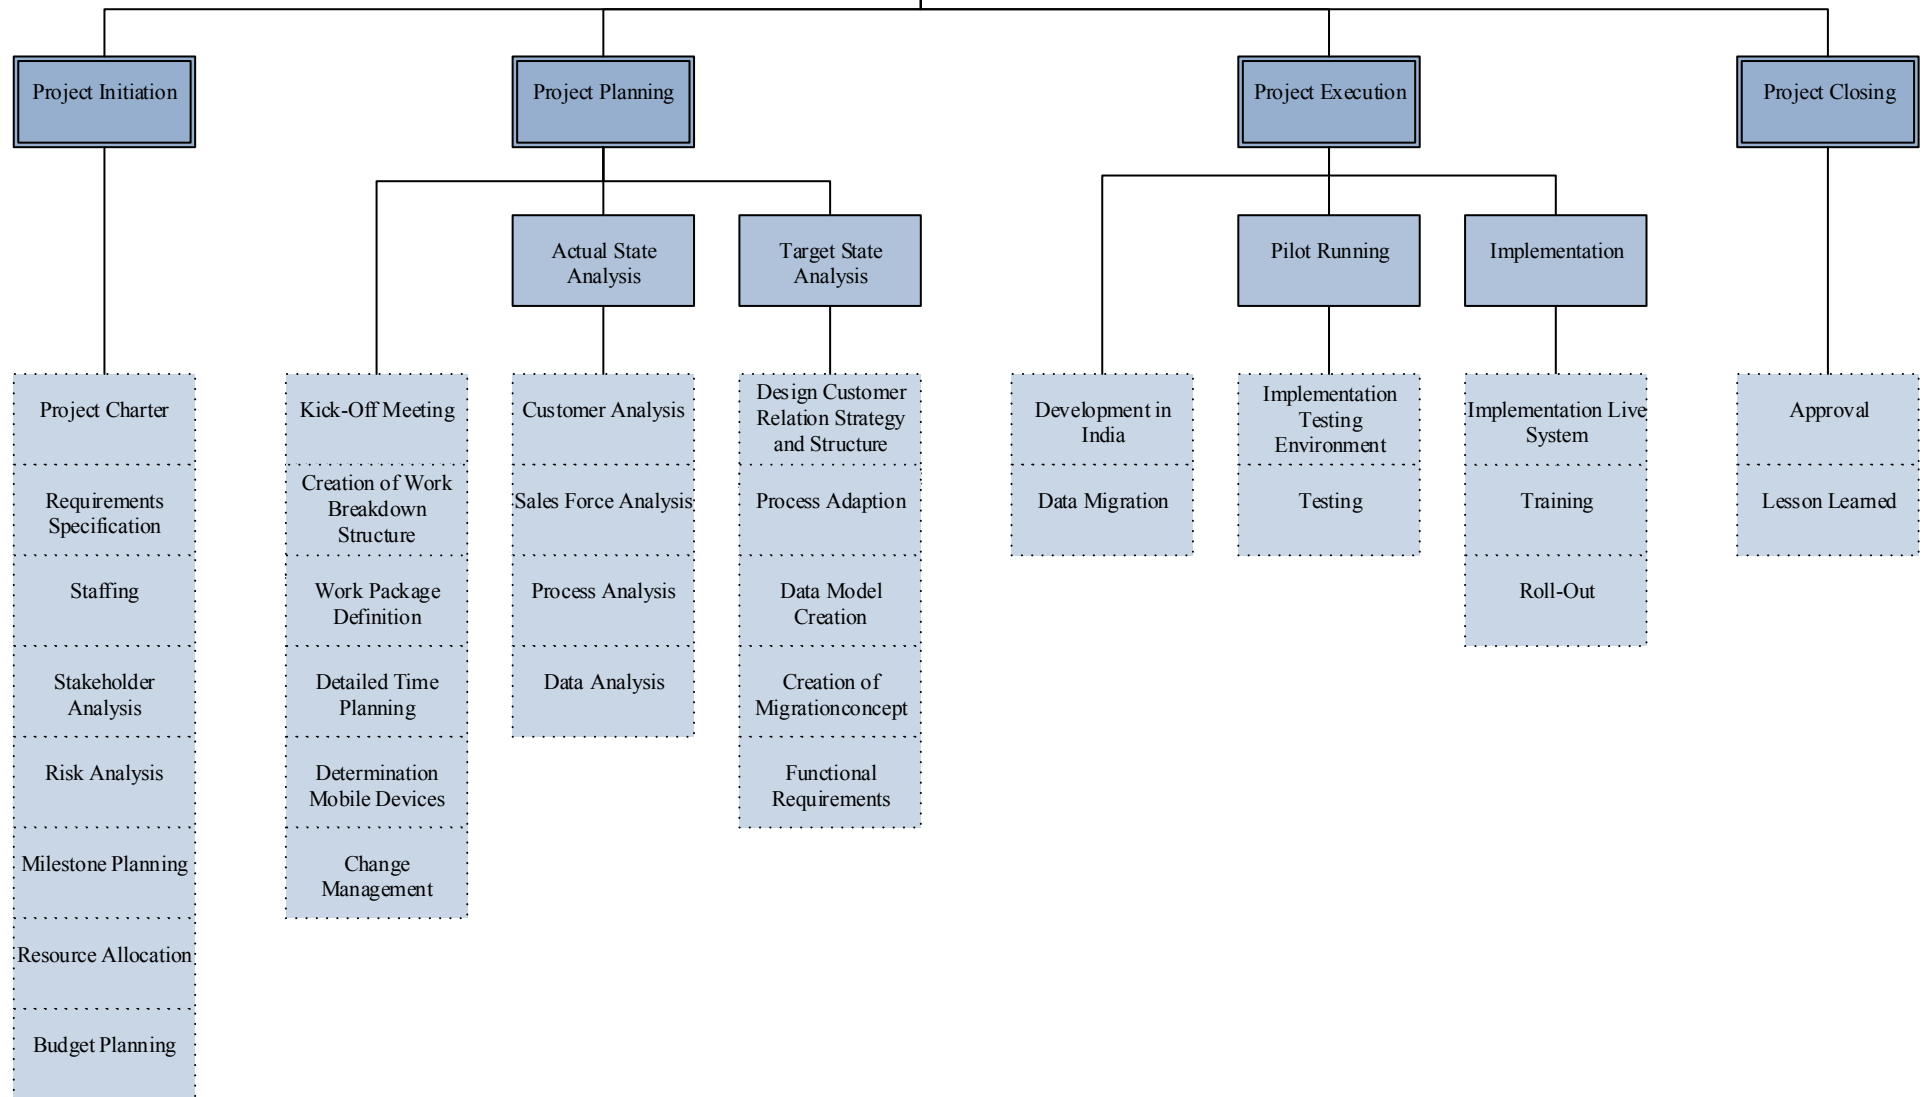 Project Initiation
Project Planning
Project Execution
Project Closing
Actual State
Analysis
Target State
Analysis
Pilot Running
Implementation
Project Charter
Requirements
Specification
Staffing
Stakeholder
Analysis
Risk Analysis
Milestone Planning
Resource Allocation
Budget Planning
Kick-Off Meeting
Creation of Work
Breakdown
Structure
Work Package
Definition
Detailed Time
Planning
Determination
Mobile Devices
Change
Management
Customer Analysis
Sales Force Analysis
Process Analysis
Data Analysis
Design Customer
Relation Strategy
and Structure
Process Adaption
Data Model
Creation
Creation of
Migrationconcept
Functional
Requirements
Development in
India
Data Migration
Implementation
Testing
Environment
Testing
Implementation Live
System
Training
Roll-Out
Approval
Lesson Learned